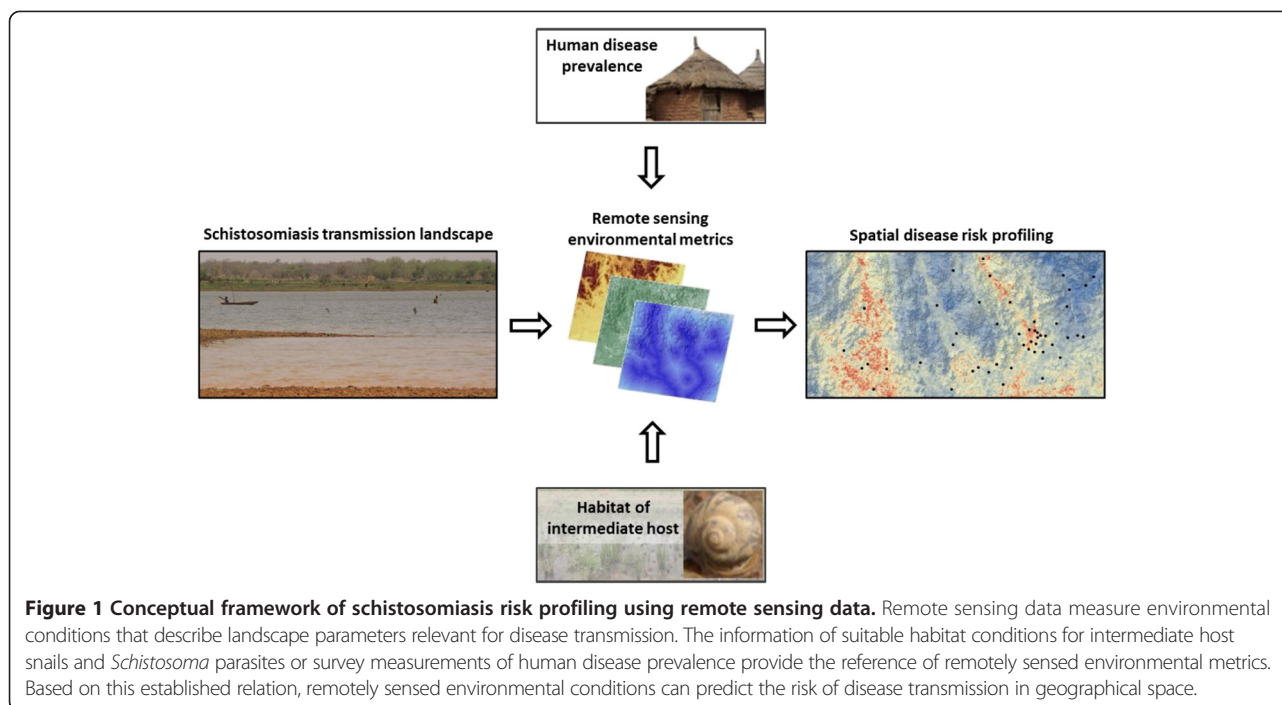 Human disease
prevalence
Schistosomiasis transmission landscape
Remote sensing
environmental metrics
Spatial disease risk profiling
Habitat of
intermediate host
Figure 1 Conceptual framework of schistosomiasis risk profiling using remote sensing data. Remote sensing data measure environmental
conditions that describe landscape parameters relevant for disease transmission. The information of suitable habitat conditions for intermediate host
snails and Schistosoma parasites or survey measurements of human disease prevalence provide the reference of remotely sensed environmental metrics.
Based on this established relation, remotely sensed environmental conditions can predict the risk of disease transmission in geographical space.